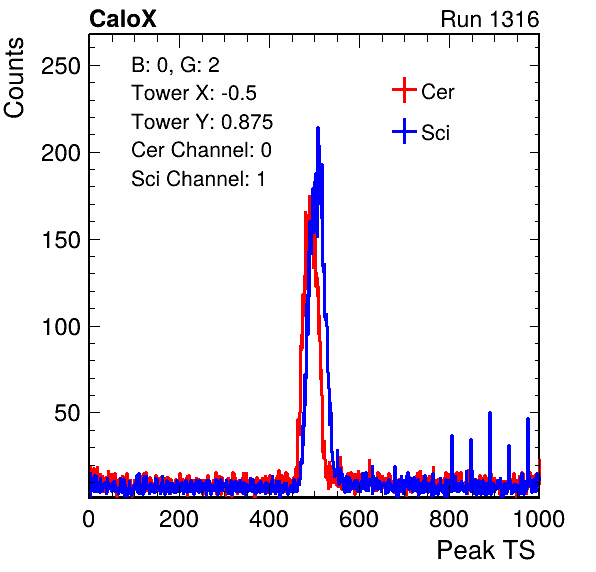 CaloX Run 1316
Counts
B: 0, G: 2
Tower X: -0.5
Tower Y: 0.875
Cer Channel: 0
Sci Channel: 1
Cer
Sci
250
200
150
100
50
0 200 400 600 800 1000
Peak TS